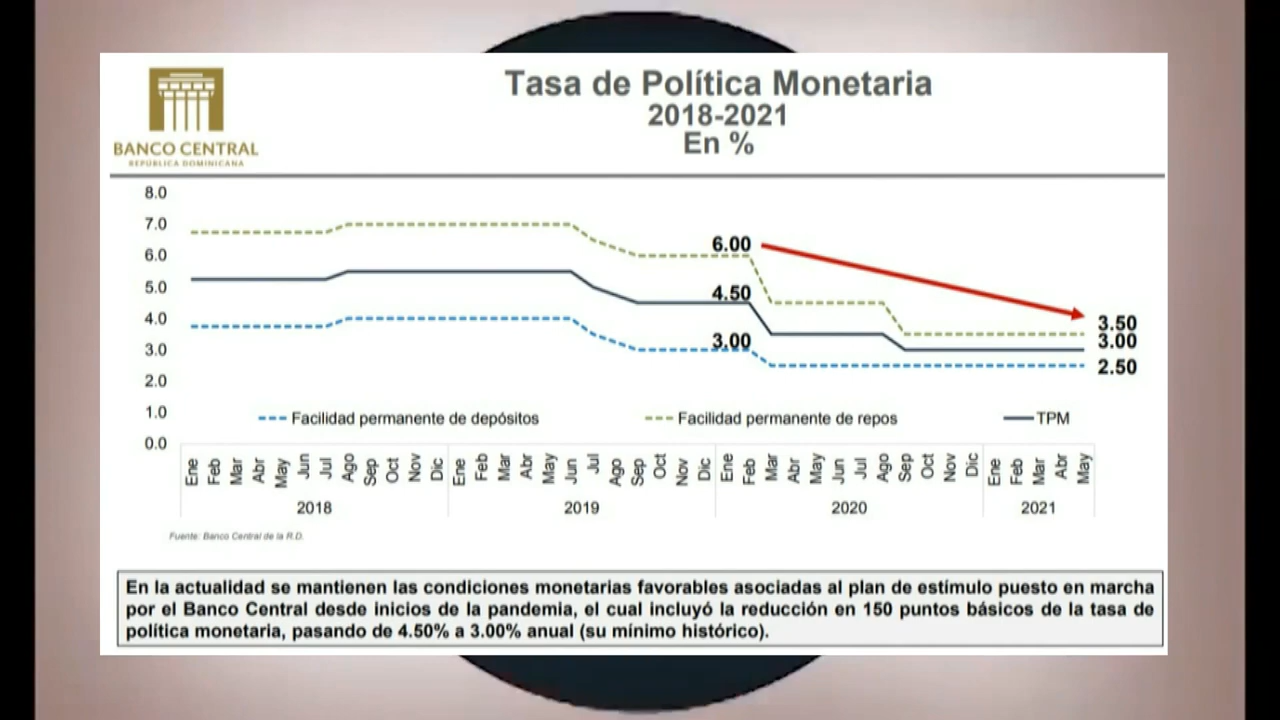 BANCO CENTRAL
REPÚBLICA DOMINICANA
Tasa de Política Monetaria
2018-2021
En %
8.0
7.0
6.0
5.0
4.0
3.0
2.0
1.0
0.0
6.00
4.50
3.00
3.50
3.00
2.50
Facilidad permanente de depósitos
Facilidad permanente de repos
TPM
Ene Feb Mar Abr May Jun Jul Ago Sep Oct Nov Dic Ene Feb Mar Abr May Jun Jul Ago Sep Oct Nov Dic Ene Feb Mar Abr May Jun Jul Ago Sep Oct Nov Dic Ene Feb Mar Abr May
2018 2019 2020 2021
Fuente: Banco Central de la R.D.
En la actualidad se mantienen las condiciones monetarias favorables asociadas al plan de estímulo puesto en marcha
por el Banco Central desde inicios de la pandemia, el cual incluyó la reducción en 150 puntos básicos de la tasa de
política monetaria, pasando de 4.50% a 3.00% anual (su mínimo histórico).